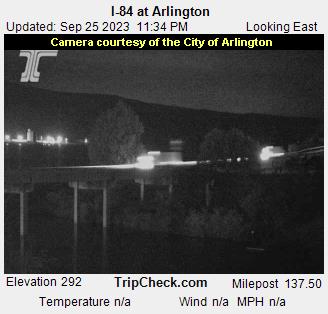 I-84 at Arlington
Updated: Sep 25 2023 11:34 PM Looking East
Camera courtesy of the City of Arlington
Elevation 292 TripCheck.com Milepost 137.50
Temperature n/a Wind n/a MPH n/a